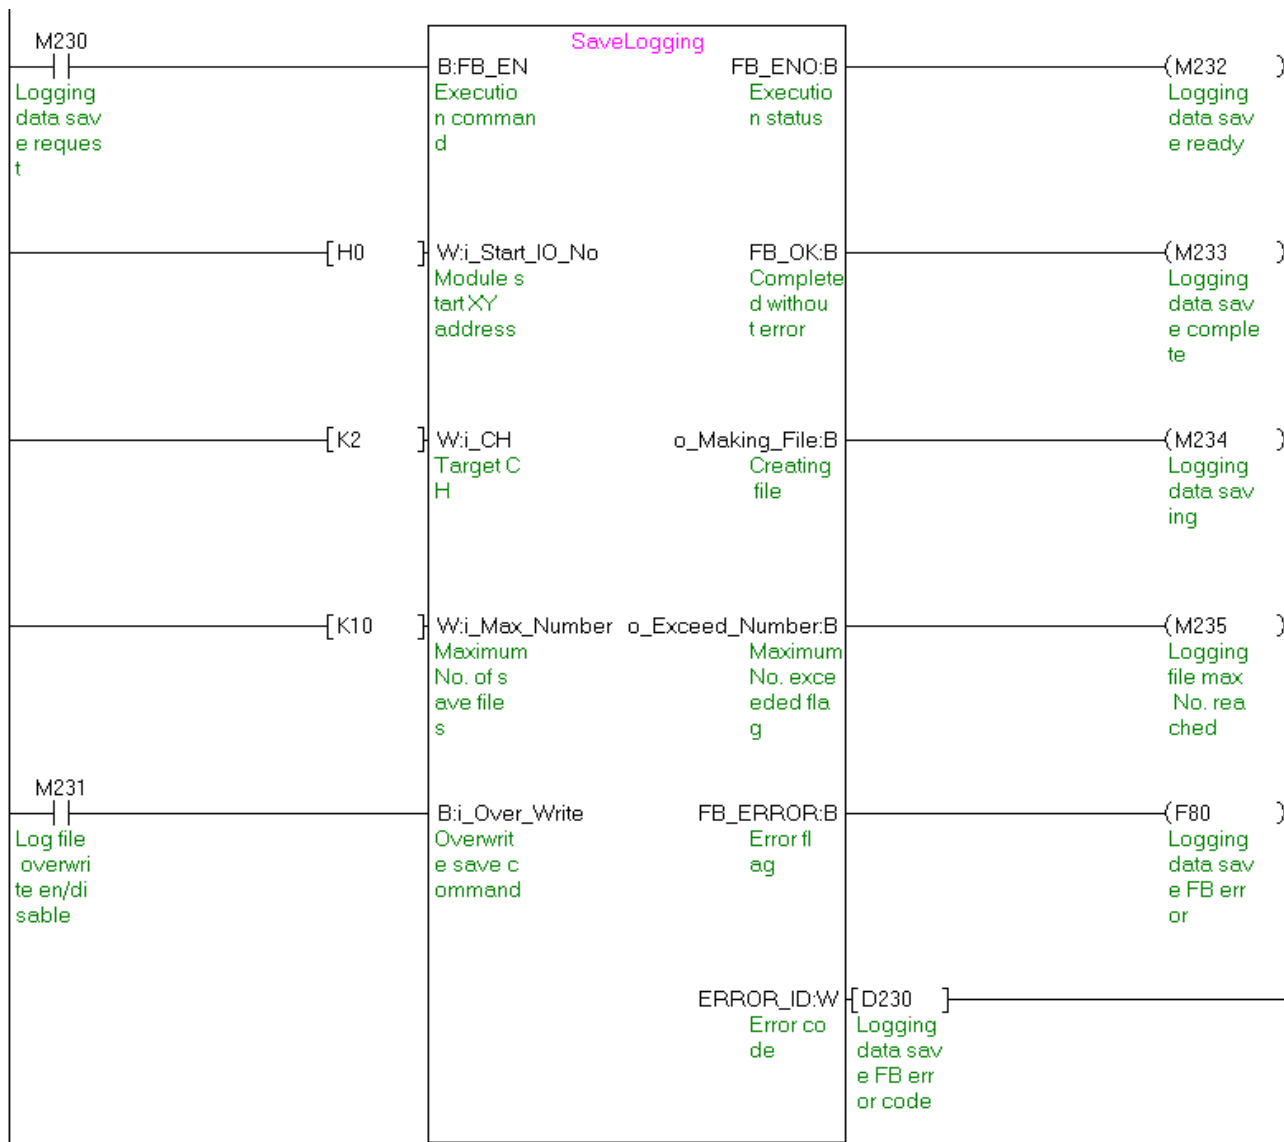 SaveLogging
M230
B:FB_EN
FB_ENO:B
(M232 )
Logging
data sav
e reques
t
Executio
n comman
d
Executio
n status
Logging
data sav
e ready
[H0 ]
W:i_Start_IO_No
FB_OK:B
(M233 )
Module s
tart XY
address
Complete
d withou
t error
Logging
data sav
e comple
te
[K2 ]
W:i_CH
o_Making_File:B
(M234 )
Target C
H
Creating
file
Logging
data sav
ing
[K10 ]
W:i_Max_Number
o_Exceed_Number:B
(M235 )
Maximum
No. of s
ave file
s
Maximum
No. exce
eded fla
g
Logging
file max
No. rea
ched
M231
B:i_Over_Write
FB_ERROR:B
(F80 )
Log file
overwri
te en/di
sable
Overwrit
e save c
ommand
Error fl
ag
Logging
data sav
e FB err
or
ERROR_ID:W
[D230 ]
Error co
de
Logging
data sav
e FB err
or code